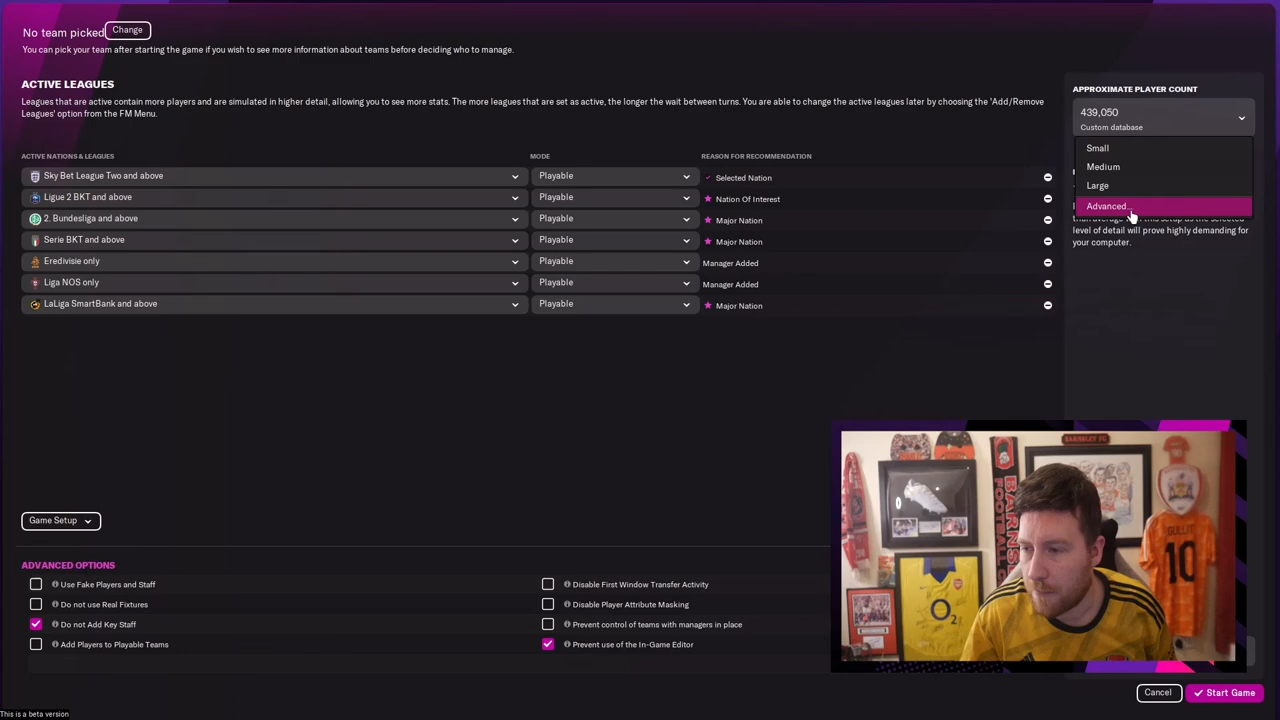 No team picked
Change
You can pick your team after starting the game if you wish to see more information about teams before deciding who to manage.
ACTIVE LEAGUES
Leagues that are active contain more players and are simulated in higher detail, allowing you to see more stats. The more leagues that are set as active, the longer the wait between turns. You are able to change the active leagues later by choosing the 'Add/Remove
Leagues' option from the FM Menu.
APPROXIMATE PLAYER COUNT
439,050
Custom database
Small
Medium
Large
Advanced...
level of detail will prove highly demanding for
your computer.
ACTIVE NATIONS & LEAGUES
MODE
REASON FOR RECOMMENDATION
Sky Bet League Two and above
Playable
Selected Nation
Ligue 2 BKT and above
Playable
Nation Of Interest
2. Bundesliga and above
Playable
Major Nation
Serie BKT and above
Playable
Major Nation
Eredivisie only
Playable
Manager Added
Liga NOS only
Playable
Manager Added
LaLiga SmartBank and above
Playable
Major Nation
Game Setup
ADVANCED OPTIONS
Use Fake Players and Staff
Disable First Window Transfer Activity
Do not use Real Fixtures
Disable Player Attribute Masking
Do not Add Key Staff
Prevent control of teams with managers in place
Add Players to Playable Teams
Prevent use of the In-Game Editor
BARNSLEY FC
BARNS
FOOTBALL
O2
GULLIT
10
Cancel
Start Game
This is a beta version